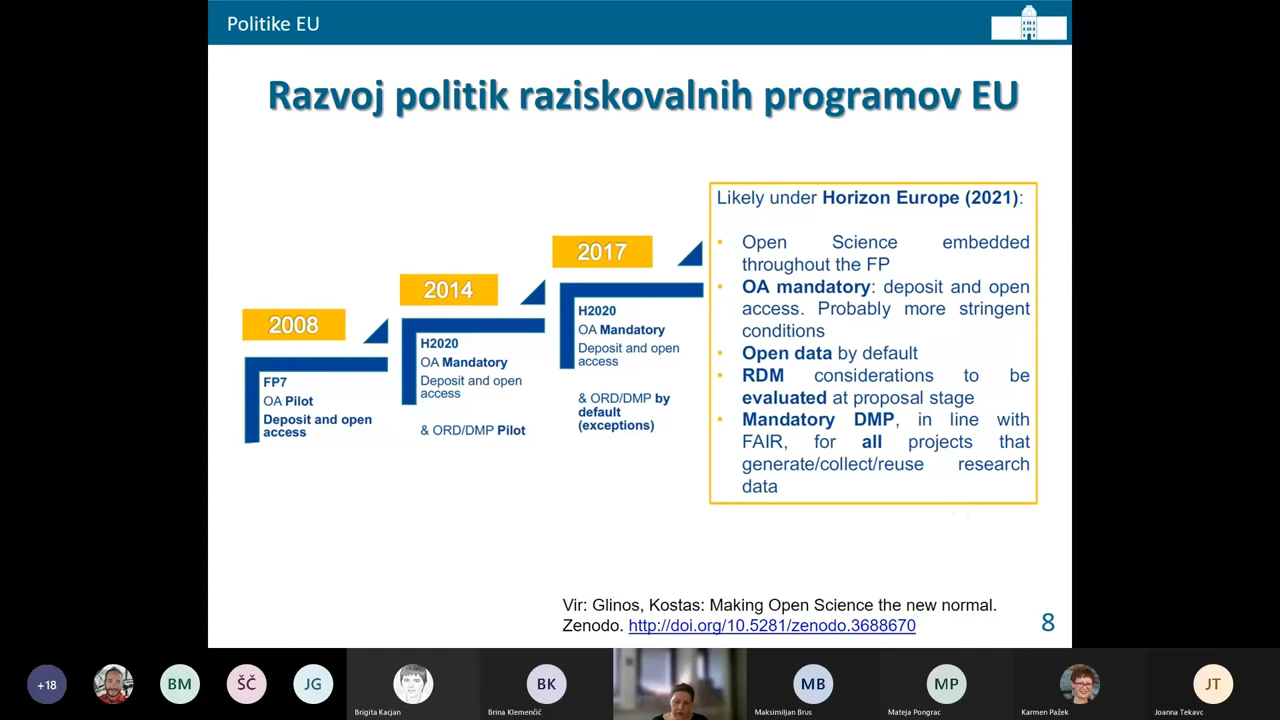 Politike EU
Razvoj politik raziskovalnih programov EU
2008
FP7
OA Pilot
Deposit and open
access
2014
H2020
OA Mandatory
Deposit and open
access
& ORD/DMP Pilot
2017
H2020
OA Mandatory
Deposit and open
access
& ORD/DMP by
default
(exceptions)
Likely under Horizon Europe (2021):
• Open Science embedded
throughout the FP
• OA mandatory: deposit and open
access. Probably more stringent
conditions
• Open data by default
• RDM considerations to be
evaluated at proposal stage
• Mandatory DMP, in line with
FAIR, for all projects that
generate/collect/reuse research
data
Vir: Glinos, Kostas: Making Open Science the new normal.
Zenodo. http://doi.org/10.5281/zenodo.3688670
8
+18
BM
ŠČ
JG
Brigita Kacjan
BK
Brina Klemenčič
MB
Maksimiljan Brus
MP
Mateja Pongrac
Karmen Pažek
JT
Joanna Tekavc